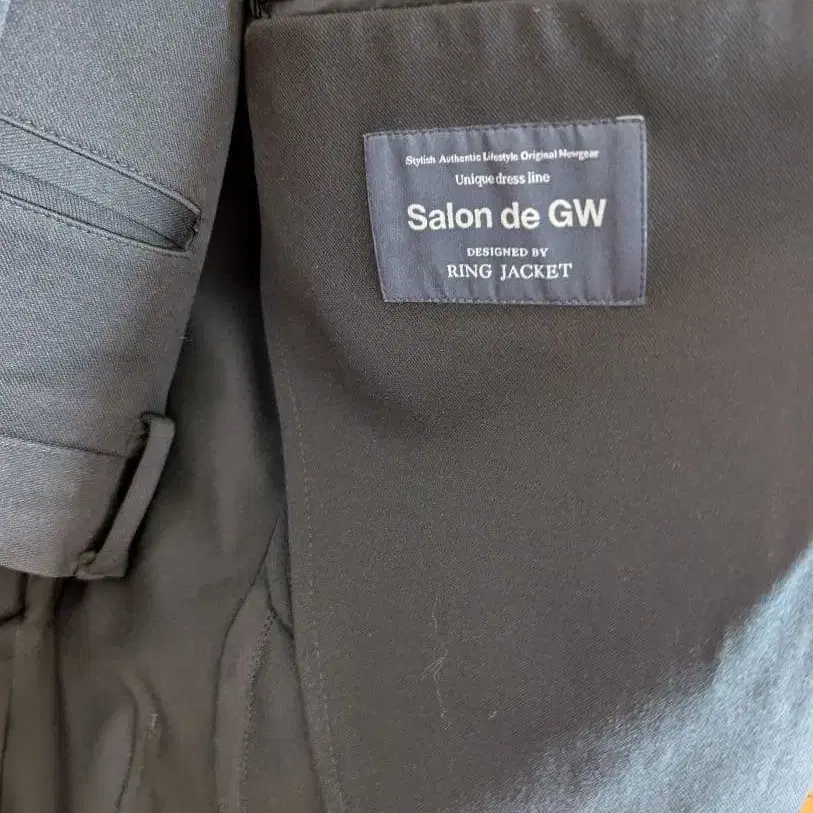 Stylish Authentic Lifestyle Original Newgear
Unique dress line
Salon de GW
DESIGNED BY
RING JACKET